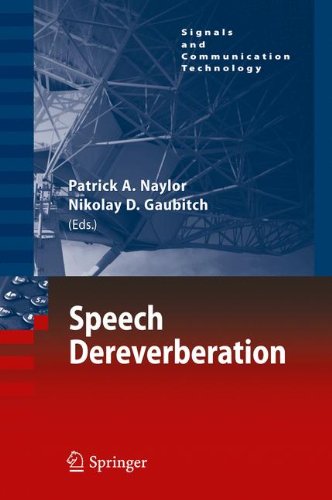 Signals
and
Communication
Technology
Patrick A. Naylor
Nikolay D. Gaubitch
(Eds.)
Speech
Dereverberation
Springer